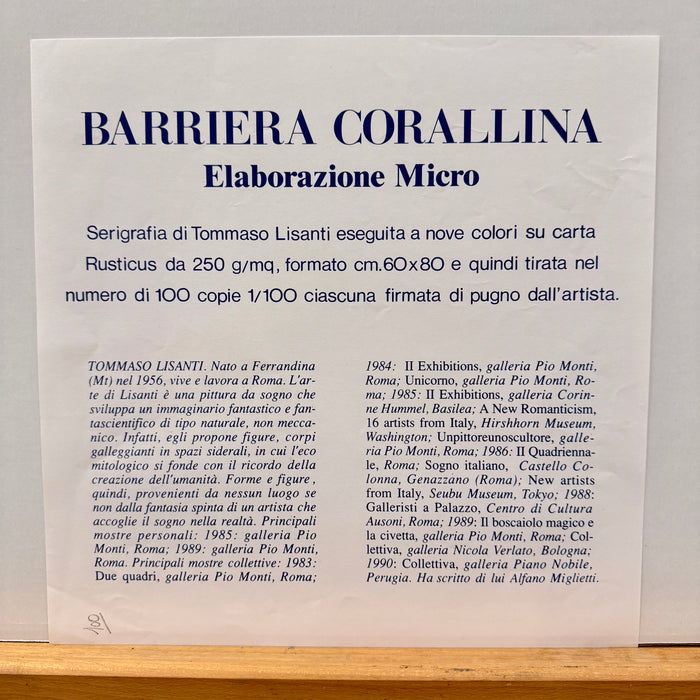 BARRIERA CORALLINA
Elaborazione Micro
Serigrafia di Tommaso Lisanti eseguita a nove colori su carta
Rusticus da 250 g/mq, formato cm.60x80 e quindi tirata nel
numero di 100 copie 1/100 ciascuna firmata di pugno dall'artista.
TOMMASO LISANTI. Nato a Ferrandina
(Mt) nel 1956, vive e lavora a Roma. L'ar-
te di Lisanti è una pittura da sogno che
sviluppa un immaginario fantastico e fan-
tascientifico di tipo naturale, non mecca-
nico. Infatti, egli propone figure, corpi
galleggianti in spazi siderali, in cui l'eco
mitologico si fonde con il ricordo della
creazione dell'umanità. Forme e figure,
quindi, provenienti da nessun luogo se
non dalla fantasia spinta di un artista che
accoglie il sogno nella realtà. Principali
mostre personali: 1985: galleria Pio
Monti, Roma; 1989: galleria Pio Monti,
Roma. Principali mostre collettive: 1983:
Due quadri, galleria Pio Monti, Roma;
1984: II Exhibitions, galleria Pio Monti,
Roma; Unicorno, galleria Pio Monti, Ro-
ma; 1985: II Exhibitions, galleria Corin-
ne Hummel, Basilea; A New Romanticism,
16 artists from Italy, Hirshhorn Museum,
Washington; Unpittoreunoscultore, galle-
ria Pio Monti, Roma; 1986: II Quadrienna-
le, Roma; Sogno italiano, Castello Co-
lonna, Genazzano (Roma); New artists
from Italy, Seubu Museum, Tokyo; 1988:
Galleristi a Palazzo, Centro di Cultura
Ausoni, Roma; 1989: Il boscaiolo magico e
la civetta, galleria Pio Monti, Roma; Col-
lettiva, galleria Nicola Verlato, Bologna;
1990: Collettiva, galleria Piano Nobile,
Perugia. Ha scritto di lui Alfano Miglietti.
100